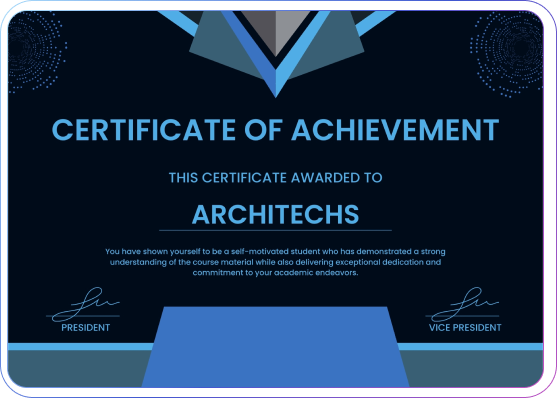 CERTIFICATE OF ACHIEVEMENT
THIS CERTIFICATE AWARDED TO
ARCHITECHS
You have shown yourself to be a self-motivated student who has demonstrated a strong
understanding of the course material while also delivering exceptional dedication and
commitment to your academic endeavors.
PRESIDENT
VICE PRESIDENT